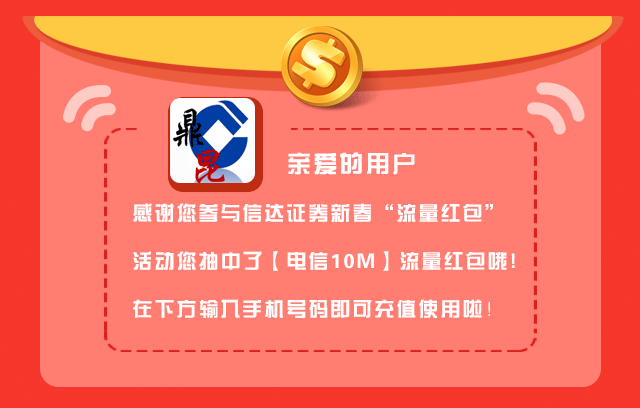 鼎
昆
亲爱的用户
感谢您参与信达证券新春“流量红包”
活动您抽中了【电信10M】流量红包哦！
在下方输入手机号码即可充值使用啦！